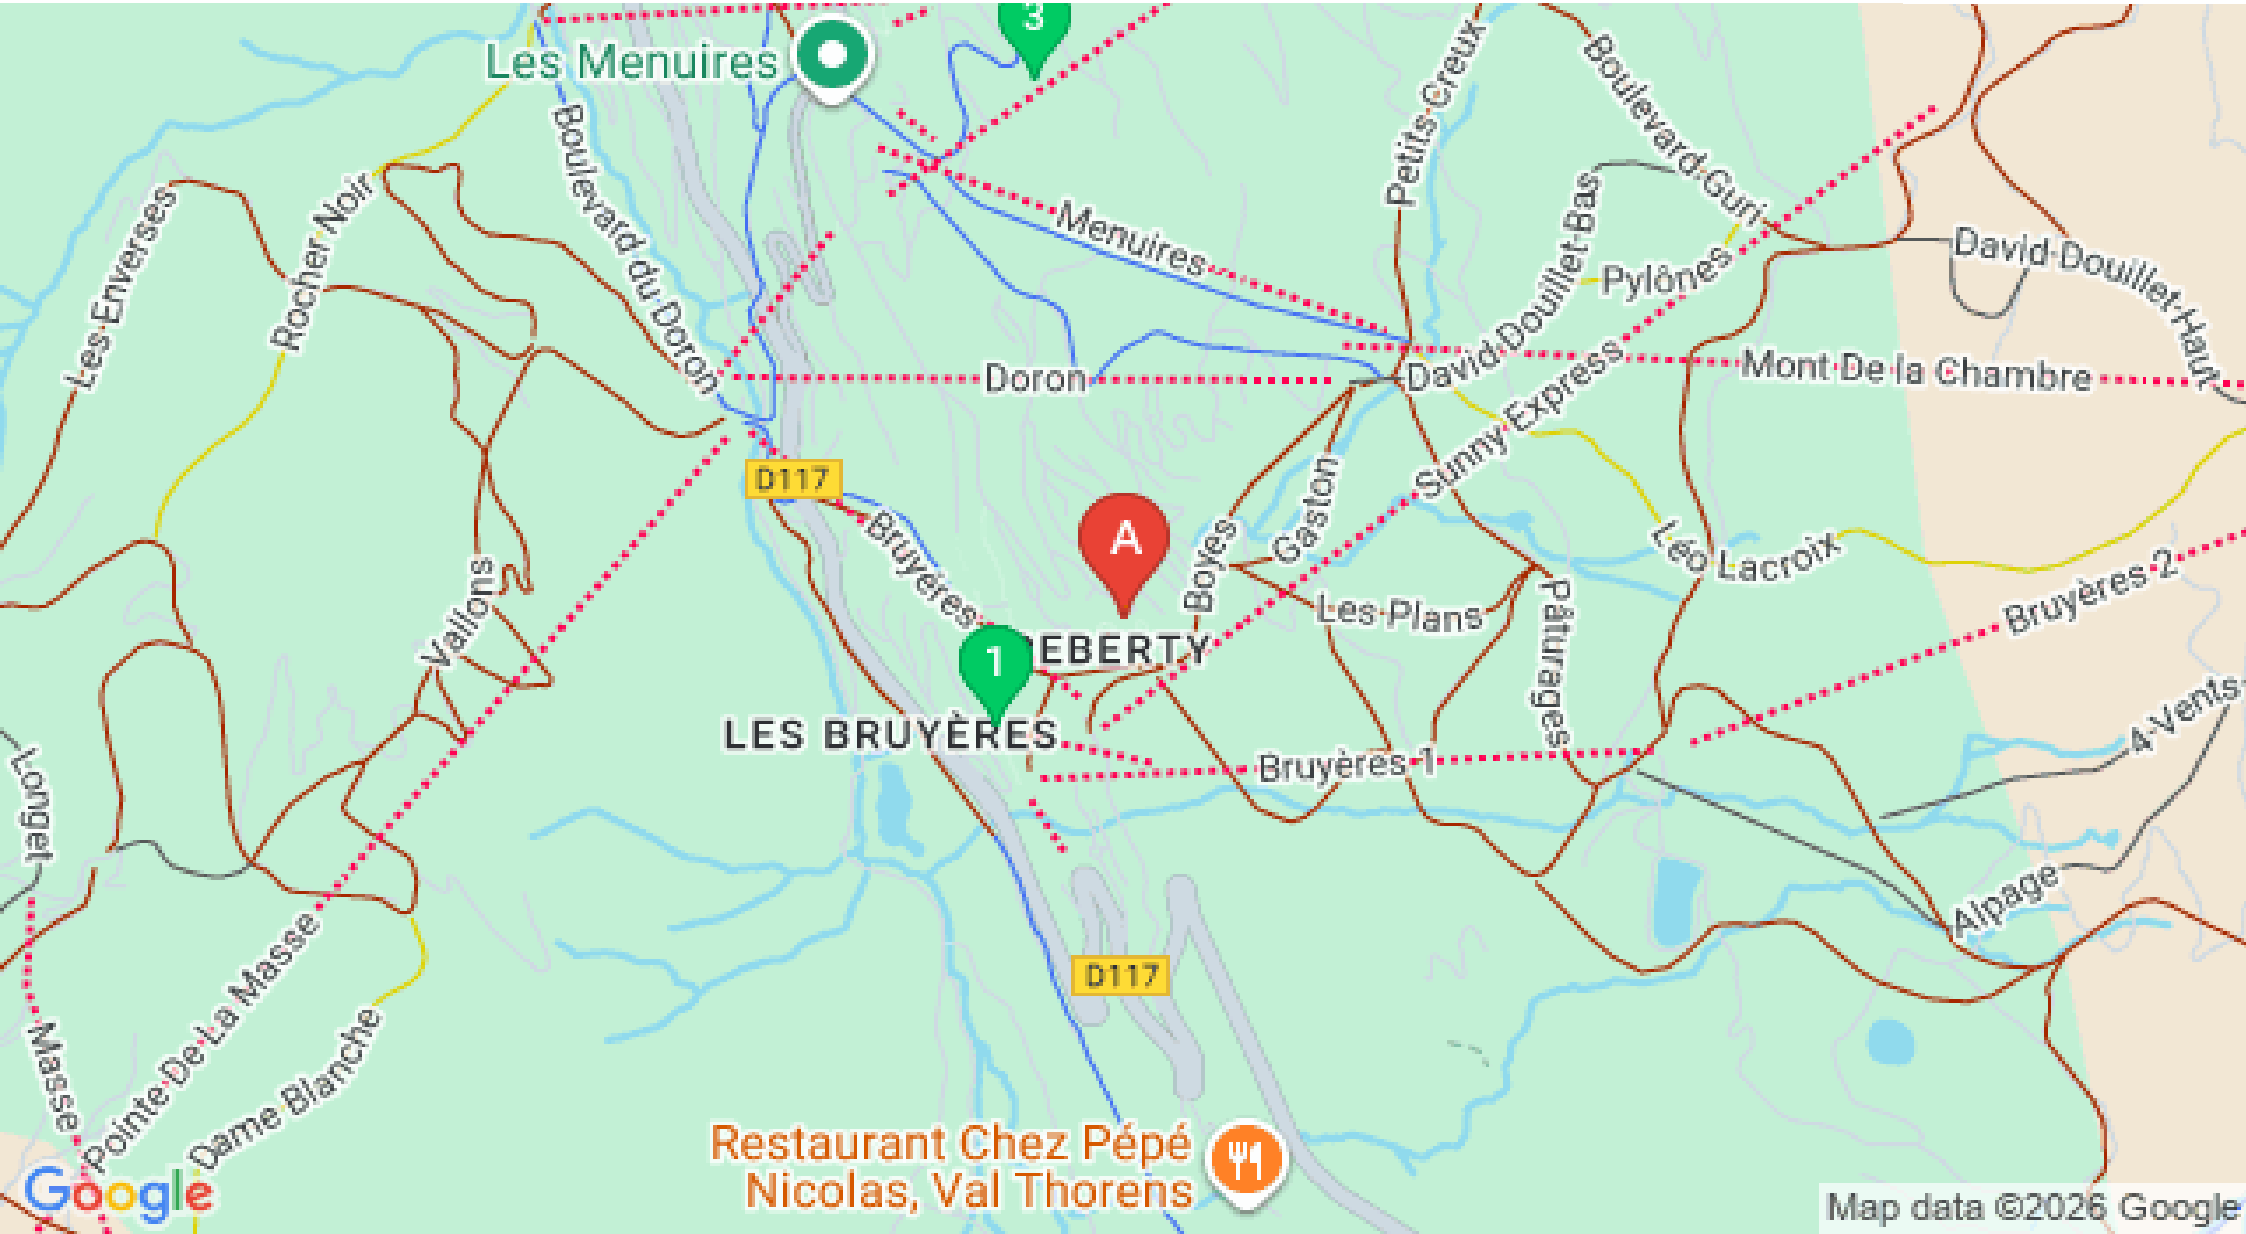 3
Les Menuires
Boulevard du Doron
Petits Creux
Boulevard Guri
Les Enverses
Rocher Noir
Menuires
David Douillet Bas
Pylônes
David Douillet Haut
Doron
David Douillet
Mont De la Chambre
Sunny Express
D117
Bruyères
A
Boyes
Gaston
Léo Lacroix
Bruyères 2
Les Plans
Vallons
1
EBERTY
Pâturages
LES BRUYÈRES
Bruyères 1
4 Vents
Longet
Alpage
D117
Pointe De La Masse
Masse
Dame Blanche
Restaurant Chez Pépé
Nicolas, Val Thorens
Google
Map data ©2026 Google